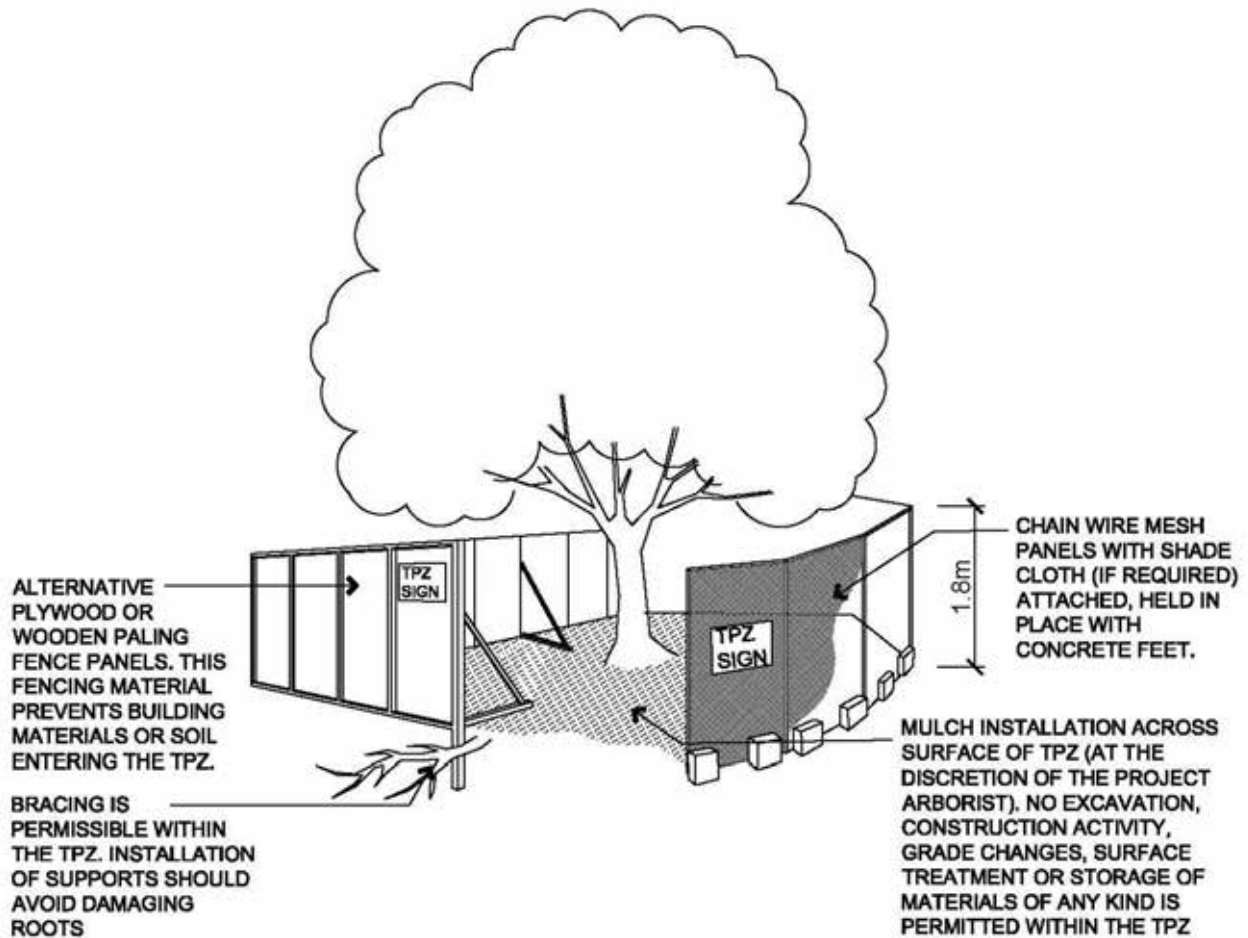 ALTERNATIVE
PLYWOOD OR
WOODEN PALING
FENCE PANELS. THIS
FENCING MATERIAL
PREVENTS BUILDING
MATERIALS OR SOIL
ENTERING THE TPZ.
BRACING IS
PERMISSIBLE WITHIN
THE TPZ. INSTALLATION
OF SUPPORTS SHOULD
AVOID DAMAGING
ROOTS
TPZ
SIGN
TPZ
SIGN
1.8m
CHAIN WIRE MESH
PANELS WITH SHADE
CLOTH (IF REQUIRED)
ATTACHED, HELD IN
PLACE WITH
CONCRETE FEET.
MULCH INSTALLATION ACROSS
SURFACE OF TPZ (AT THE
DISCRETION OF THE PROJECT
ARBORIST). NO EXCAVATION,
CONSTRUCTION ACTIVITY,
GRADE CHANGES, SURFACE
TREATMENT OR STORAGE OF
MATERIALS OF ANY KIND IS
PERMITTED WITHIN THE TPZ